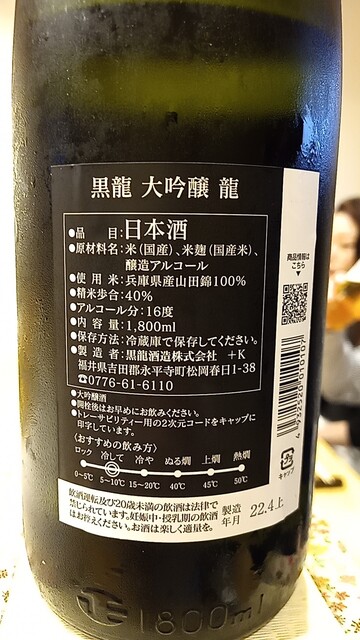 黒龍 大吟醸 龍
●品　　目：日本酒
●原材料名：米（国産）、米麹（国産米）、
醸造アルコール
●使 用 米：兵庫県産山田錦100%
●精米歩合：40%
●アルコール分：16度
●内 容 量：1,800ml
●保存方法：冷蔵庫で保存してください。
●製 造 者：黒龍酒造株式会社　+K
福井県吉田郡永平寺町松岡春日1-38
☎0776-61-6110
●大吟醸酒
●開栓後はお早めにお飲みください。
●トレーサビリティー用の2次元コードをキャップに
印字しています。
〈おすすめの飲み方〉
ロック 冷して 冷や ぬる燗 上燗 熱燗
0〜5℃ 5〜10℃ 15〜20℃ 40℃ 45℃ 50℃
飲酒運転及び20歳未満の飲酒は法律で
禁じられています。妊娠中・授乳期の飲酒
はお控えください。お酒は楽しく適量を。
製造
年月
22.4上
商品情報は
こちら
▼
4 932520 019107
紙
キャップ
1800ml